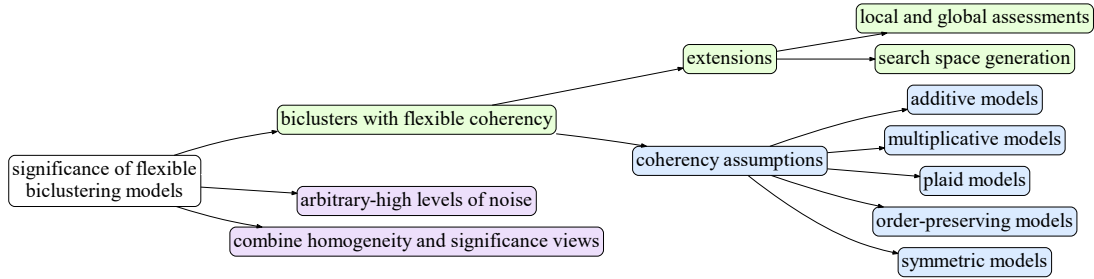 local and global assessments
extensions
search space generation
additive models
biclusters with flexible coherency
multiplicative models
coherency assumptions
significance of flexible
biclustering models
plaid models
arbitrary-high levels of noise
order-preserving models
combine homogeneity and significance views
symmetric models